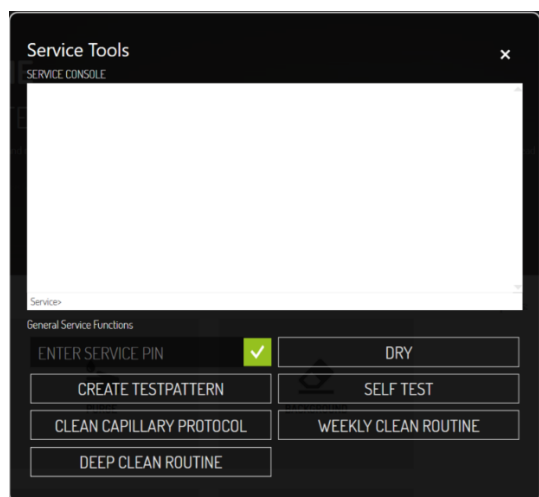 Service Tools
SERVICE CONSOLE
Service>
General Service Functions
ENTER SERVICE PIN
DRY
CREATE TESTPATTERN
SELF TEST
CLEAN CAPILLARY PROTOCOL
WEEKLY CLEAN ROUTINE
DEEP CLEAN ROUTINE